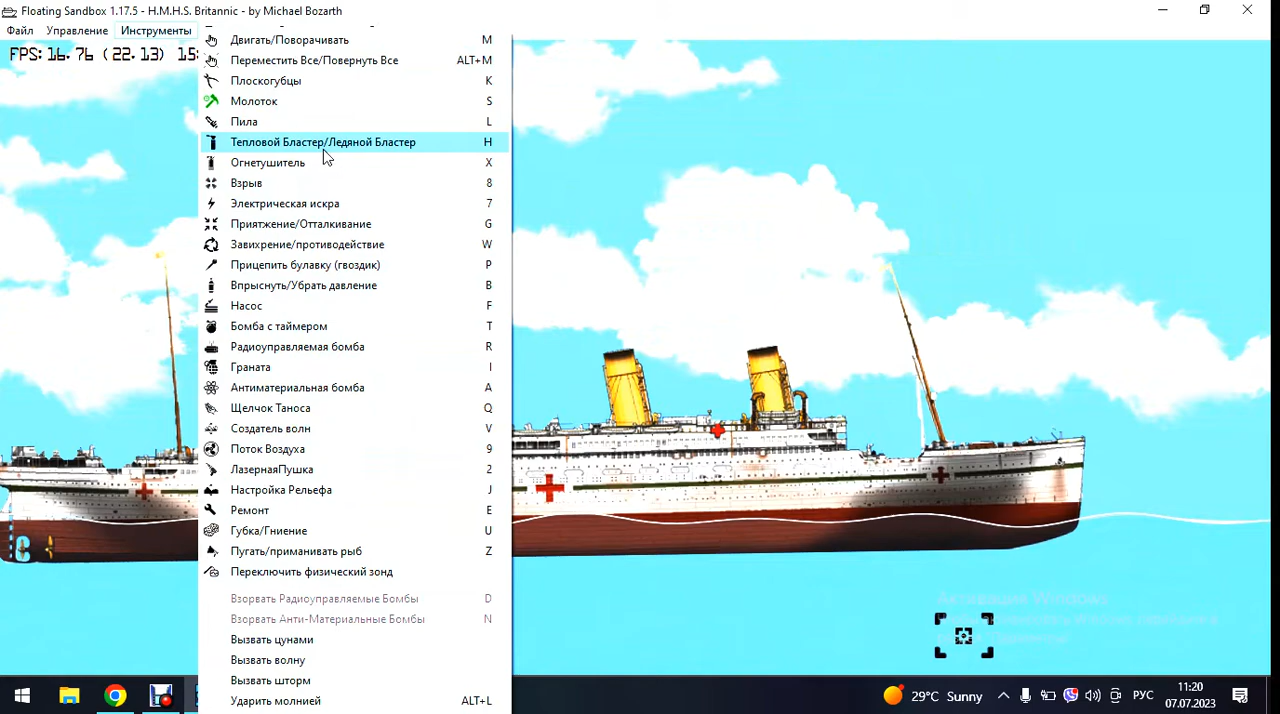 Floating Sandbox 1.17.5 - H.M.H.S. Britannic - by Michael Bozarth
Файл Управление Инструменты
FPS:16.76 (22.13) 15:
Двигать/Поворачивать M
Переместить Все/Повернуть Все ALT+M
Плоскогубцы K
Молоток S
Пила L
Тепловой Бластер/Ледяной Бластер H
Огнетушитель X
Взрыв 8
Электрическая искра 7
Приятжение/Отталкивание G
Завихрение/противодействие W
Прицепить булавку (гвоздик) P
Впрыснуть/Убрать давление B
Насос F
Бомба с таймером T
Радиоуправляемая бомба R
Граната I
Антиматериальная бомба A
Щелчок Таноса Q
Создатель волн V
Поток Воздуха 9
ЛазернаяПушка 2
Настройка Рельефа J
Ремонт E
Губка/Гниение U
Пугать/приманивать рыб Z
Переключить физический зонд
Взорвать Радиоуправляемые Бомбы D
Взорвать Анти-Материальные Бомбы N
Вызвать цунами
Вызвать волну
Вызвать шторм
Ударить молнией ALT+L
Активация Windows
29°C Sunny РУС 11:20
07.07.2023